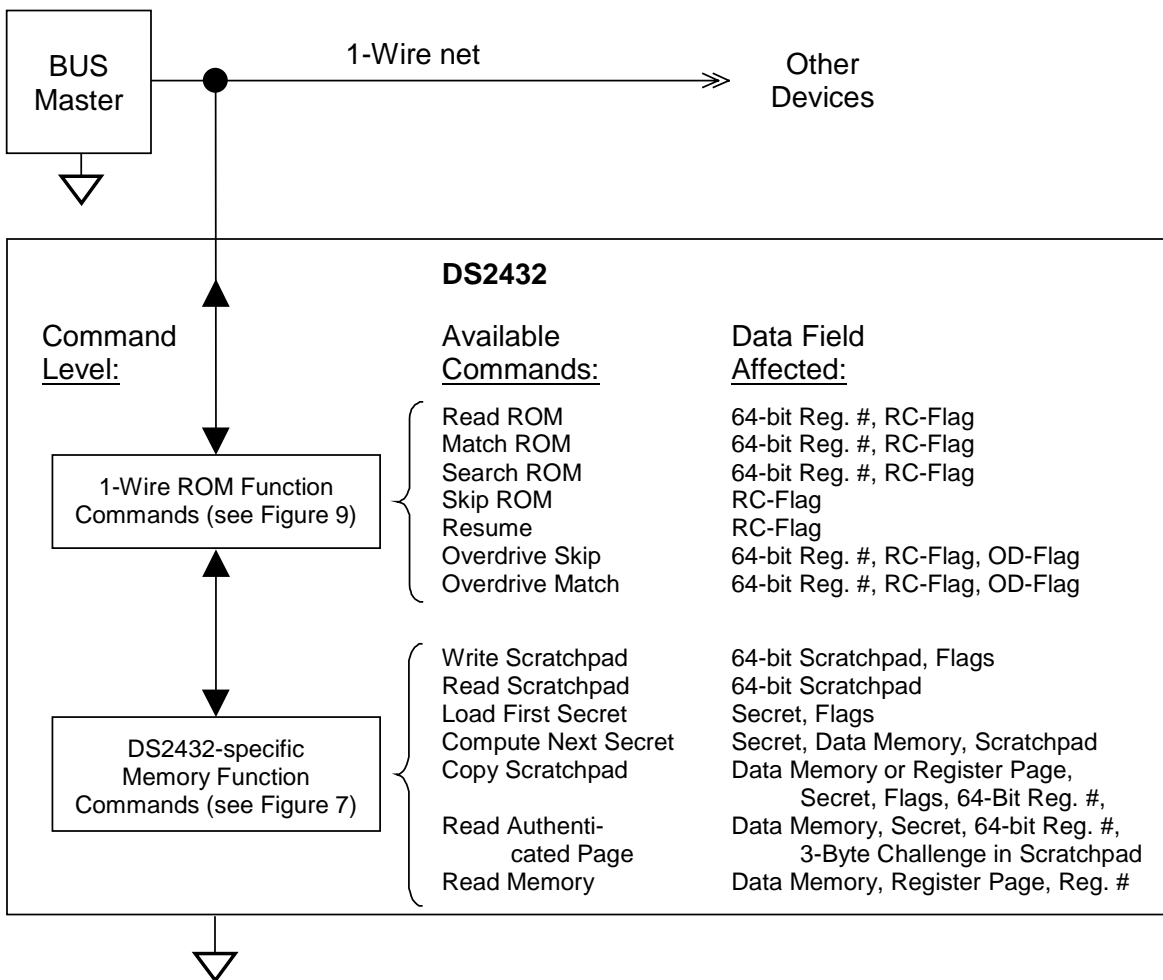 BUS
Master
1-Wire net
Other
Devices
DS2432
Command
Level:
Available
Commands:
Data Field
Affected:
1-Wire ROM Function
Commands (see Figure 9)
Read ROM 64-bit Reg. #, RC-Flag
Match ROM 64-bit Reg. #, RC-Flag
Search ROM 64-bit Reg. #, RC-Flag
Skip ROM RC-Flag
Resume RC-Flag
Overdrive Skip 64-bit Reg. #, RC-Flag, OD-Flag
Overdrive Match 64-bit Reg. #, RC-Flag, OD-Flag
DS2432-specific
Memory Function
Commands (see Figure 7)
Write Scratchpad 64-bit Scratchpad, Flags
Read Scratchpad 64-bit Scratchpad
Load First Secret Secret, Flags
Compute Next Secret Secret, Data Memory, Scratchpad
Copy Scratchpad Data Memory or Register Page,
Secret, Flags, 64-Bit Reg. #,
Read Authenti- Data Memory, Secret, 64-bit Reg. #,
cated Page 3-Byte Challenge in Scratchpad
Read Memory Data Memory, Register Page, Reg. #